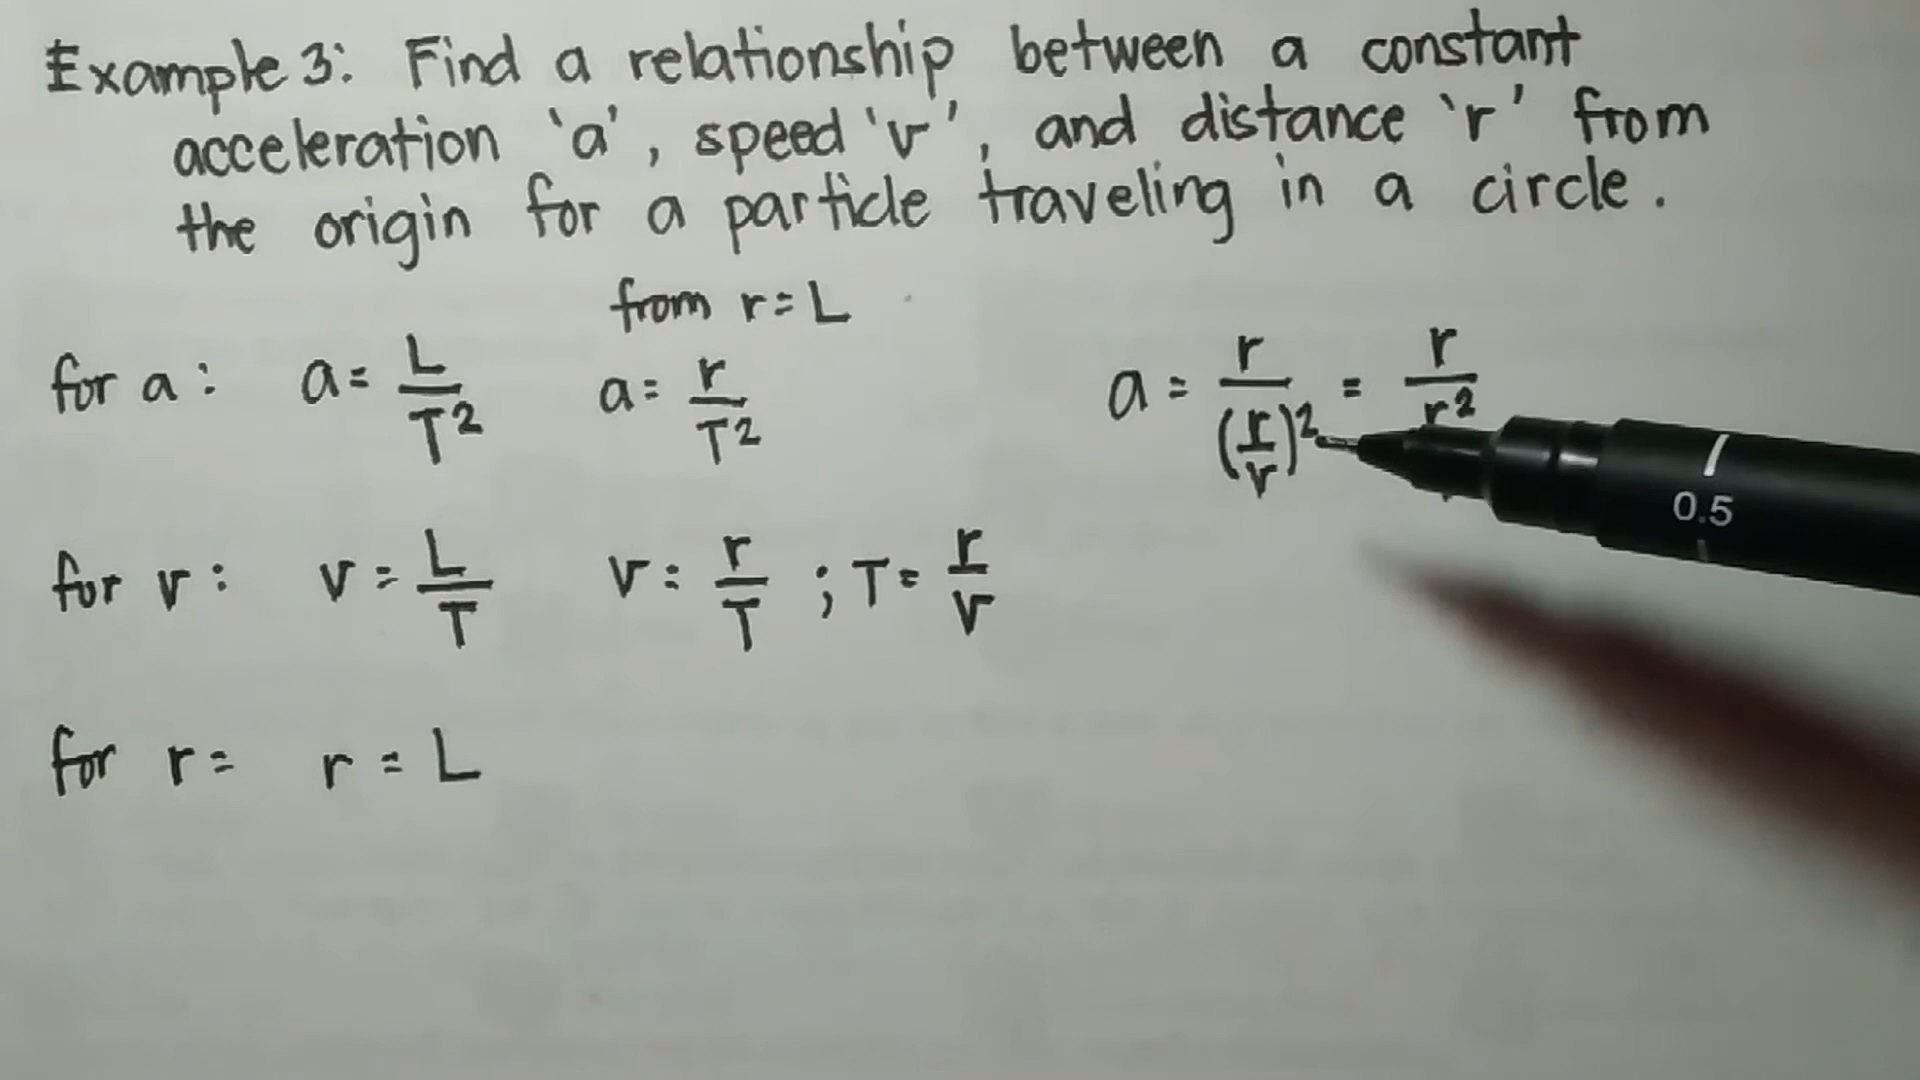 Example 3: Find a relationship between a constant
acceleration 'a', speed 'v', and distance 'r' from
the origin for a particle traveling in a circle.
from r = L
for a: a = L/T² a = r/T² a = r/(r/v)² = r/r²
for v: v = L/T v = r/T ; T = r/v
for r = r = L
0.5